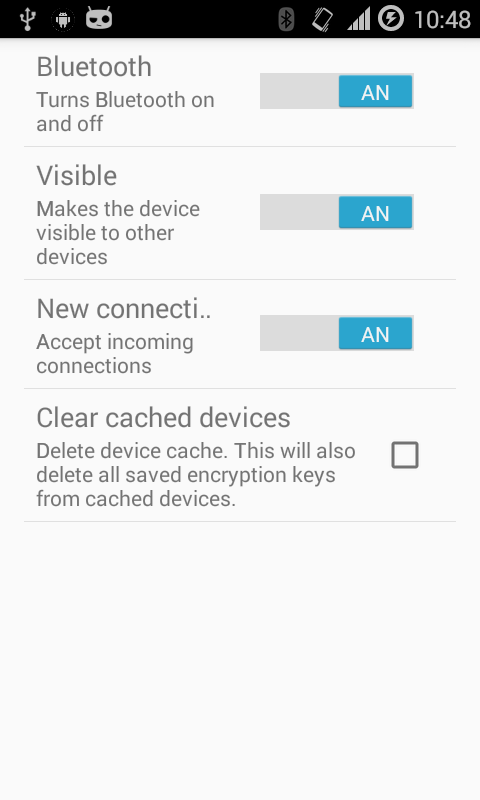 10:48
Bluetooth
Turns Bluetooth on
and off
AN
Visible
Makes the device
visible to other
devices
AN
New connecti..
Accept incoming
connections
AN
Clear cached devices
Delete device cache. This will also
delete all saved encryption keys
from cached devices.